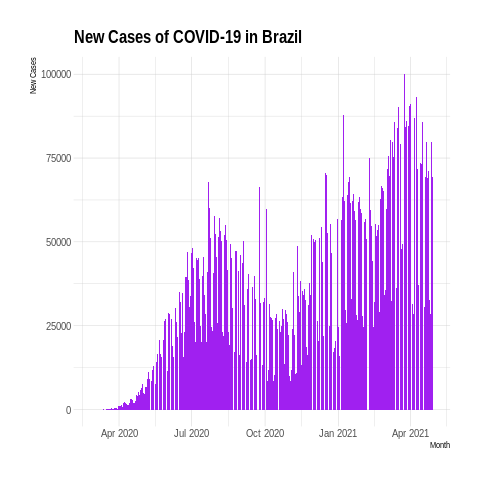 New Cases of COVID-19 in Brazil
New Cases
100000
75000
50000
25000
0
Apr 2020 Jul 2020 Oct 2020 Jan 2021 Apr 2021
Month